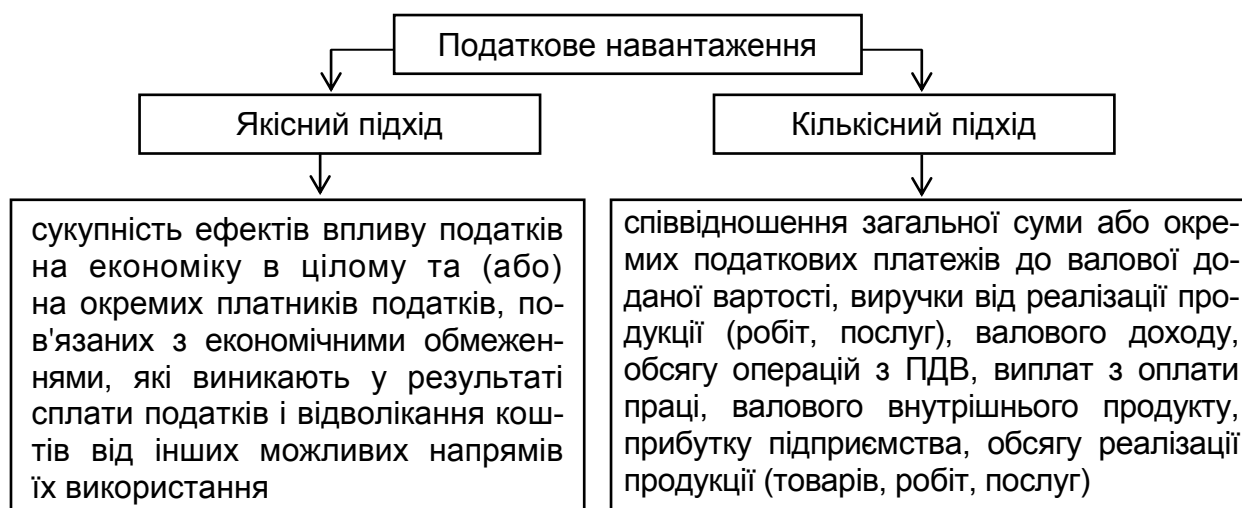 Податкове навантаження
Якісний підхід
Кількісний підхід
сукупність ефектів впливу податків
на економіку в цілому та (або)
на окремих платників податків, по-
в'язаних з економічними обмежен-
нями, які виникають у результаті
сплати податків і відволікання кош-
тів від інших можливих напрямів
їх використання
співвідношення загальної суми або окре-
мих податкових платежів до валової до-
даної вартості, виручки від реалізації про-
дукції (робіт, послуг), валового доходу,
обсягу операцій з ПДВ, виплат з оплати
праці, валового внутрішнього продукту,
прибутку підприємства, обсягу реалізації
продукції (товарів, робіт, послуг)